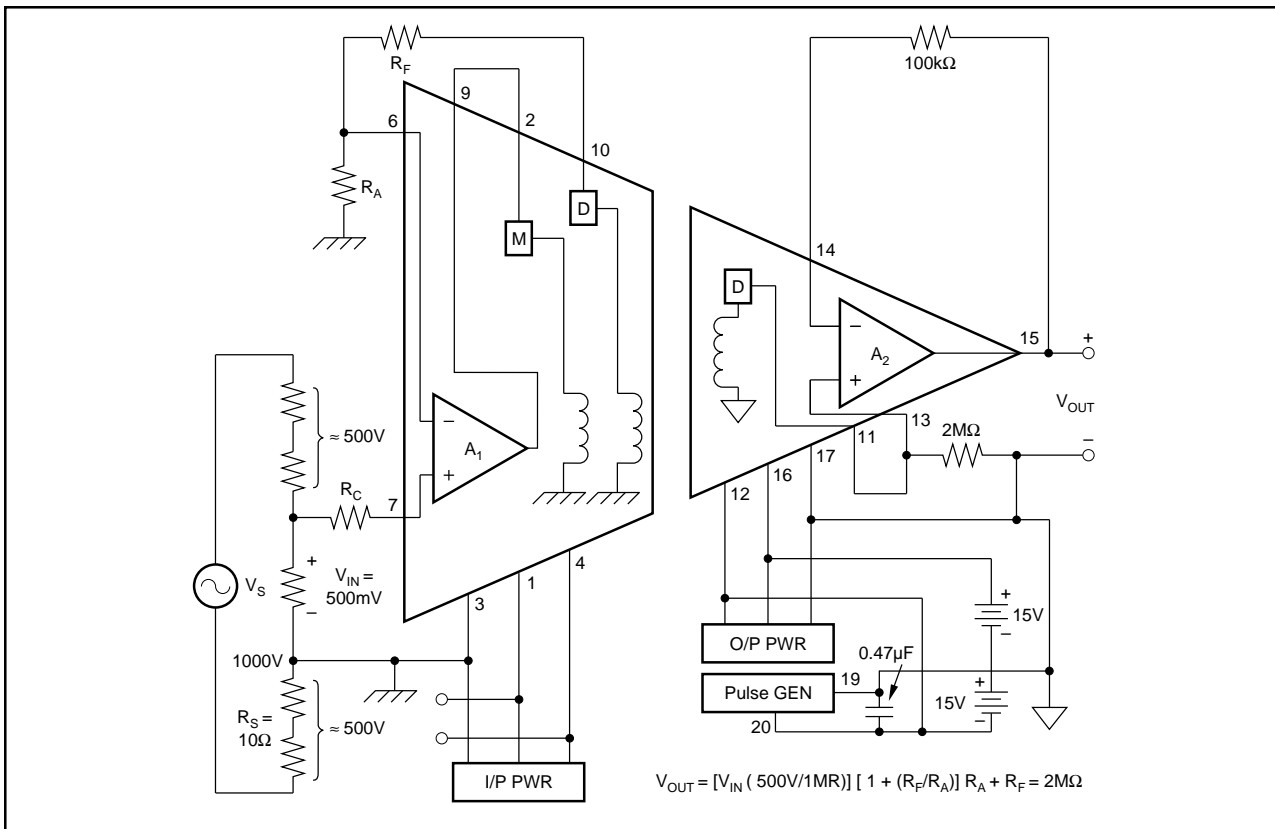 R_F
100kΩ
9
6
2
10
R_A
D
M
14
D
15
+
−
A_2
+
V_OUT
−
13
11
2MΩ
17
16
12
≈ 500V
−
A_1
+
R_C
7
4
1
3
V_S
+
V_IN =
500mV
−
1000V
R_S =
10Ω
≈ 500V
I/P PWR
O/P PWR
+
15V
−
0.47µF
Pulse GEN
19
20
+
15V
−
V_OUT = [V_IN ( 500V/1MR)] [ 1 + (R_F/R_A)] R_A + R_F = 2MΩ